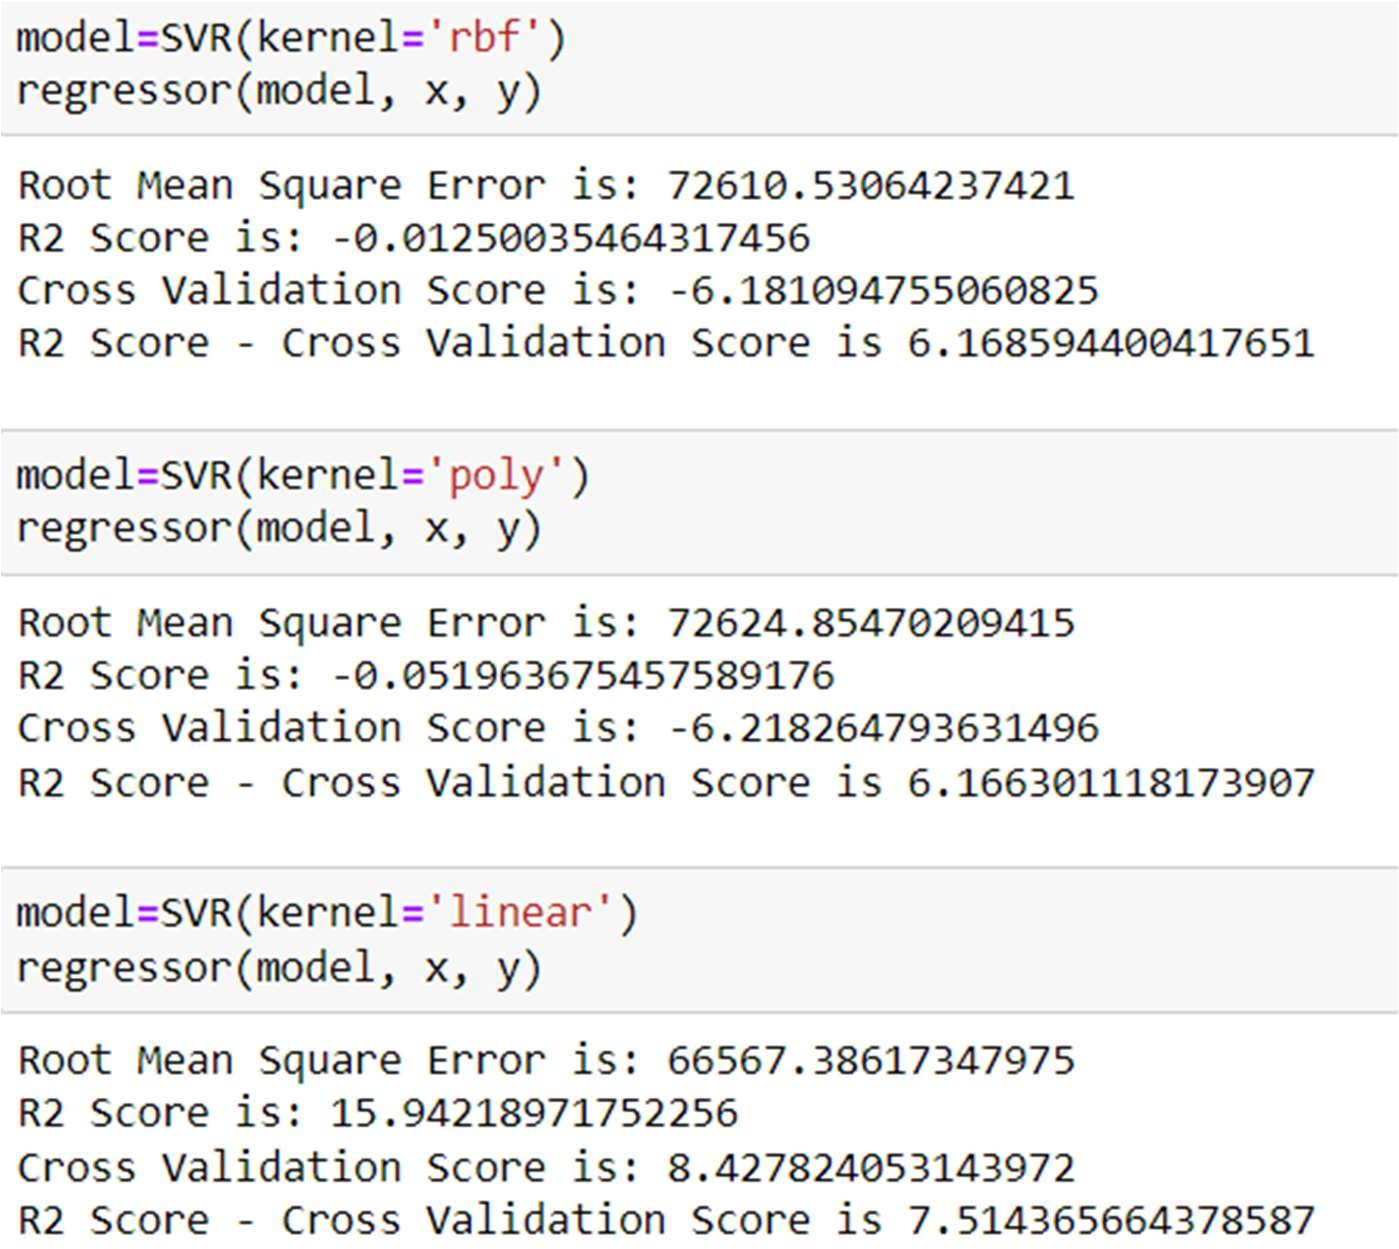 model=SVR(kernel='rbf')
regressor(model, x, y)
Root Mean Square Error is: 72610.53064237421
R2 Score is: -0.01250035464317456
Cross Validation Score is: -6.181094755060825
R2 Score - Cross Validation Score is 6.168594400417651
model=SVR(kernel='poly')
regressor(model, x, y)
Root Mean Square Error is: 72624.85470209415
R2 Score is: -0.051963675457589176
Cross Validation Score is: -6.218264793631496
R2 Score - Cross Validation Score is 6.166301118173907
model=SVR(kernel='linear')
regressor(model, x, y)
Root Mean Square Error is: 66567.38617347975
R2 Score is: 15.94218971752256
Cross Validation Score is: 8.427824053143972
R2 Score - Cross Validation Score is 7.514365664378587